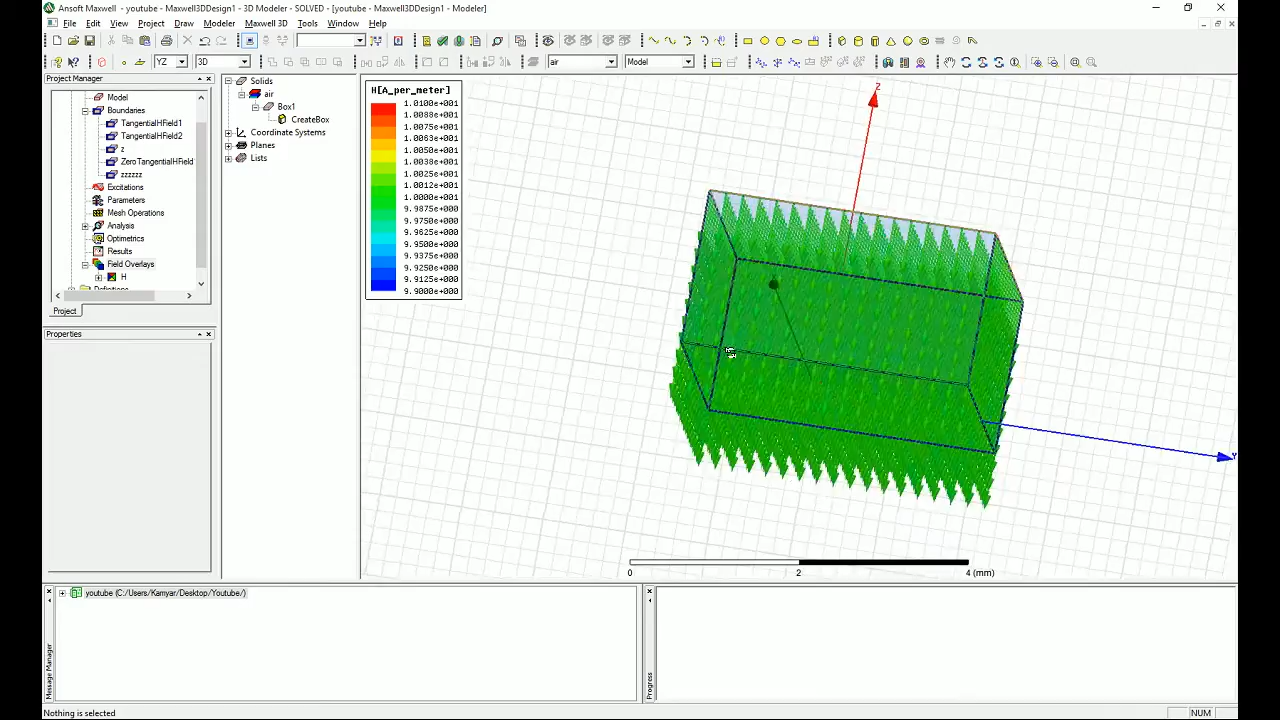 Ansoft Maxwell - youtube - Maxwell3DDesign1 - 3D Modeler - SOLVED - [youtube - Maxwell3DDesign1 - Modeler]
File Edit View Project Draw Modeler Maxwell 3D Tools Window Help
YZ 3D air Model
Project Manager
Model
Boundaries
TangentialHField1
TangentialHField2
z
ZeroTangentialHField
zzzzzz
Excitations
Parameters
Mesh Operations
Analysis
Optimetrics
Results
Field Overlays
H
Project
Properties
Solids
air
Box1
CreateBox
Coordinate Systems
Planes
Lists
H[A_per_meter]
1.0100e+001
1.0088e+001
1.0075e+001
1.0063e+001
1.0050e+001
1.0038e+001
1.0025e+001
1.0012e+001
1.0000e+001
9.9875e+000
9.9750e+000
9.9625e+000
9.9500e+000
9.9375e+000
9.9250e+000
9.9125e+000
9.9000e+000
Z
Y
0 2 4 (mm)
youtube (C:/Users/Kamyar/Desktop/Youtube/)
Message Manager
Progress
Nothing is selected
NUM